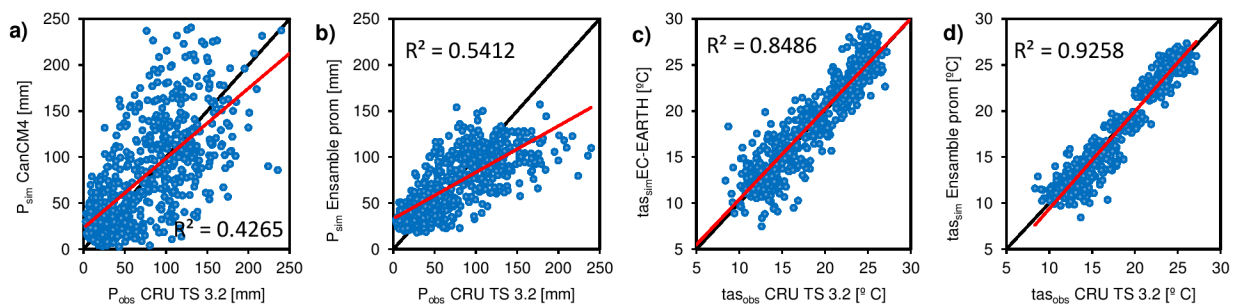 a)
250
200
150
100
50
0
P_sim CanCM4 [mm]
R² = 0.4265
0 50 100 150 200 250
P_obs CRU TS 3.2 [mm]
b)
R² = 0.5412
250
200
150
100
50
0
P_sim Ensamble prom [mm]
0 50 100 150 200 250
P_obs CRU TS 3.2 [mm]
c)
R² = 0.8486
30
25
20
15
10
5
tas_simEC-EARTH [ºC]
5 10 15 20 25 30
tas_obs CRU TS 3.2 [º C]
d)
R² = 0.9258
30
25
20
15
10
5
tas_sim Ensamble prom [ºC]
5 10 15 20 25 30
tas_obs CRU TS 3.2 [º C]